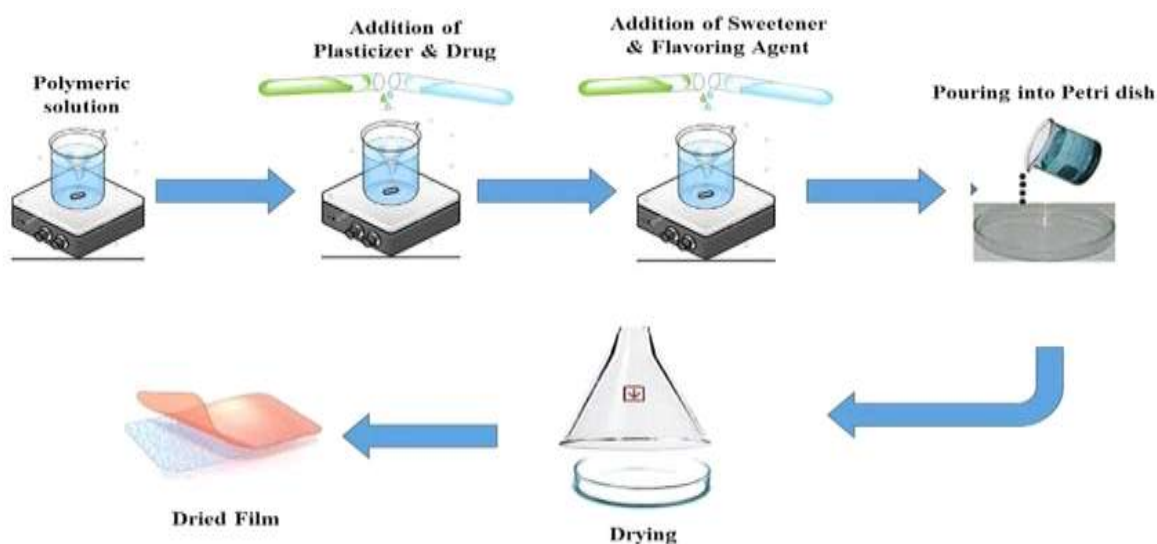 Polymeric
solution
Addition of
Plasticizer & Drug
Addition of Sweetener
& Flavoring Agent
Pouring into Petri dish
Drying
Dried Film